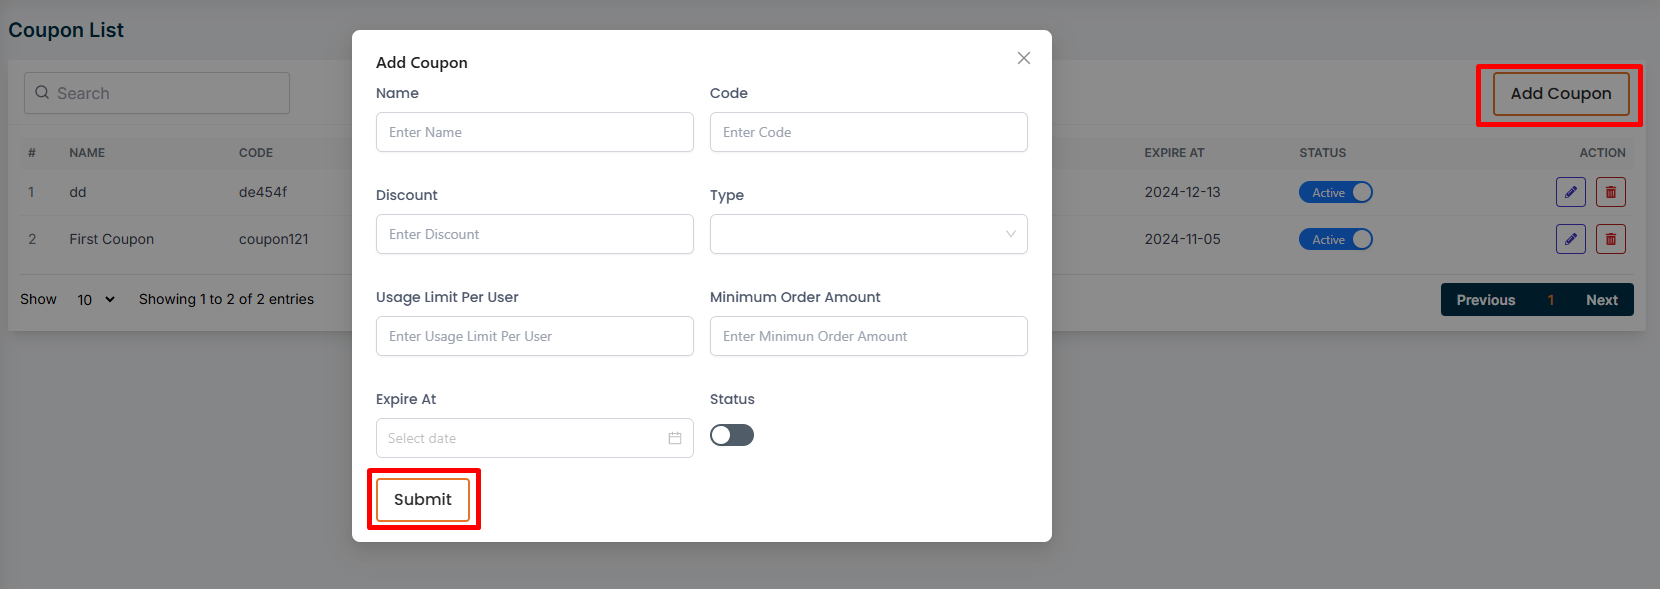 Coupon List
Search
Add Coupon
# NAME CODE EXPIRE AT STATUS ACTION
1 dd de454f 2024-12-13 Active
2 First Coupon coupon121 2024-11-05 Active
Show 10 Showing 1 to 2 of 2 entries
Previous 1 Next
Add Coupon
Name Code
Enter Name Enter Code
Discount Type
Enter Discount
Usage Limit Per User Minimum Order Amount
Enter Usage Limit Per User Enter Minimun Order Amount
Expire At Status
Select date
Submit